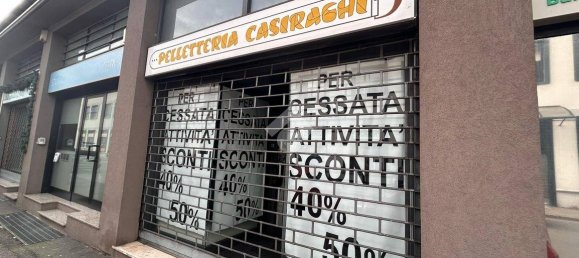 ...PELLETTERIA CASIRAGHI
PER
CESSATA
ATTIVITA'
SCONTI
40%
50%
PER
CESSATA
ATTIVITA'
SCONTI
40%
50%
PER
CESSATA
ATTIVITA'
SCONTI
40%
50%